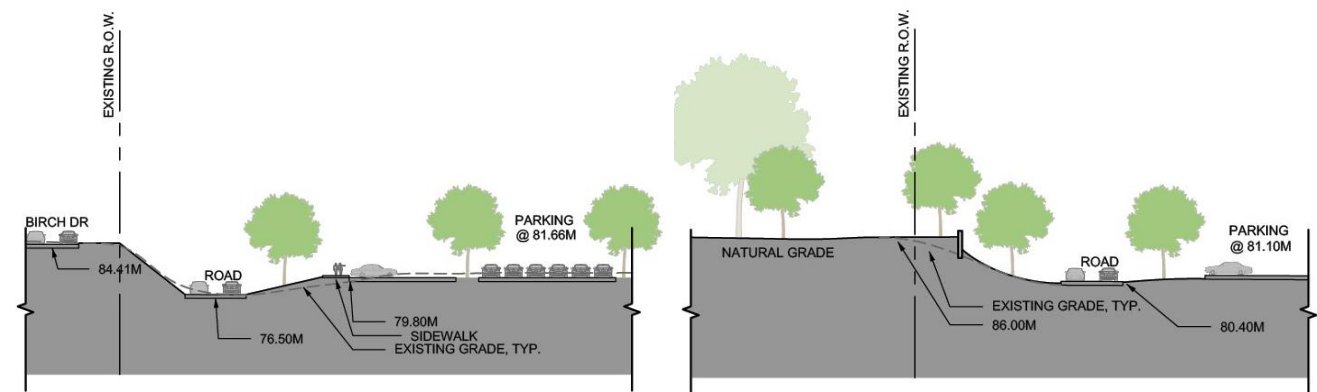 EXISTING R.O.W.
BIRCH DR
84.41M
ROAD
76.50M
PARKING
@ 81.66M
79.80M
SIDEWALK
EXISTING GRADE, TYP.
EXISTING R.O.W.
NATURAL GRADE
ROAD
PARKING
@ 81.10M
EXISTING GRADE, TYP.
86.00M
80.40M